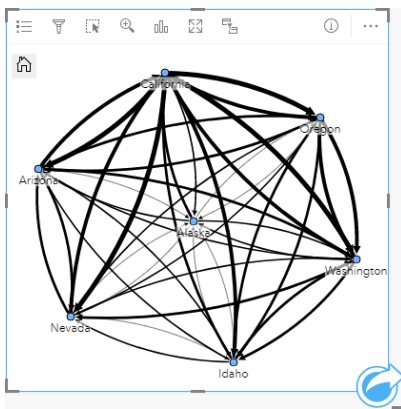 California
Oregon
Arizona
Alaska
Washington
Nevada
Idaho